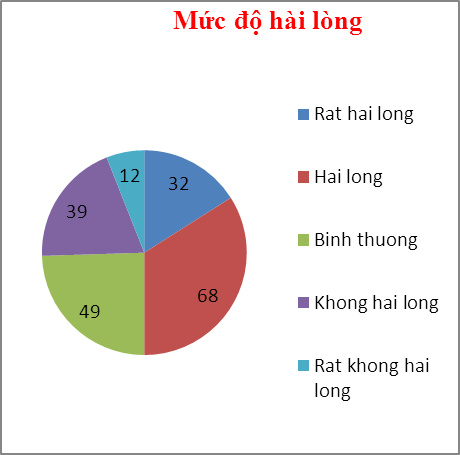 Mức độ hài lòng
32
68
49
39
12
Rat hai long
Hai long
Binh thuong
Khong hai long
Rat khong hai
long